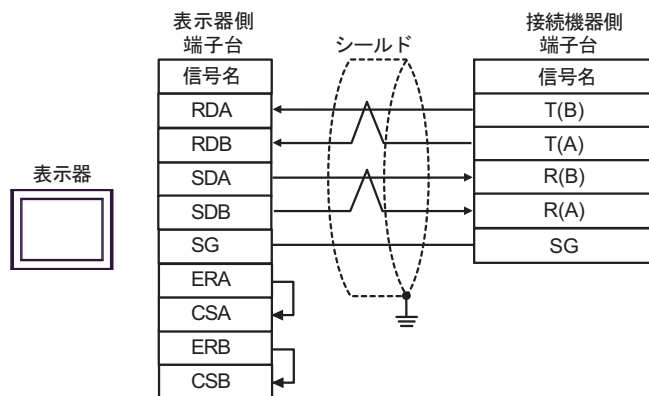 表示器側
端子台
シールド
接続機器側
端子台
信号名
信号名
RDA
T(B)
RDB
T(A)
SDA
R(B)
SDB
R(A)
SG
SG
ERA
CSA
ERB
CSB
表示器